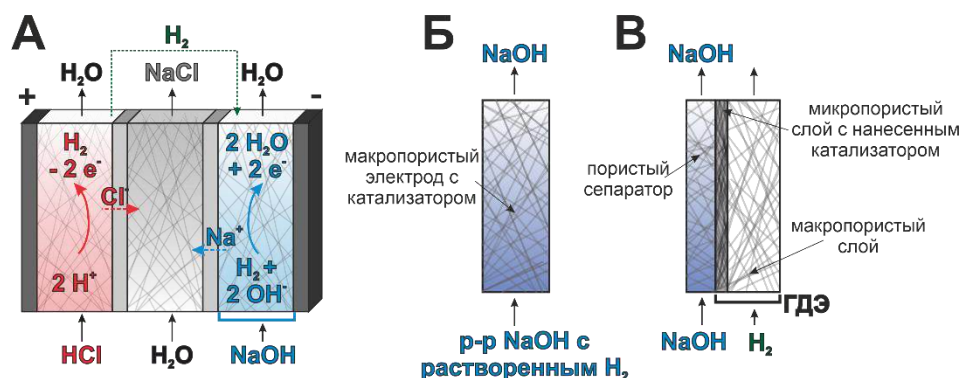 А
H₂
H₂O
NaCl
H₂O
+
-
H₂
- 2 e⁻
2 H₂O
+ 2 e⁻
Cl⁻
Na⁺
2 H⁺
H₂ +
2 OH⁻
HCl
H₂O
NaOH
Б
NaOH
макропористый
электрод с
катализатором
р-р NaOH с
растворенным H₂
В
NaOH
микропористый
слой с нанесенным
катализатором
пористый
сепаратор
макропористый
слой
ГДЭ
NaOH
H₂